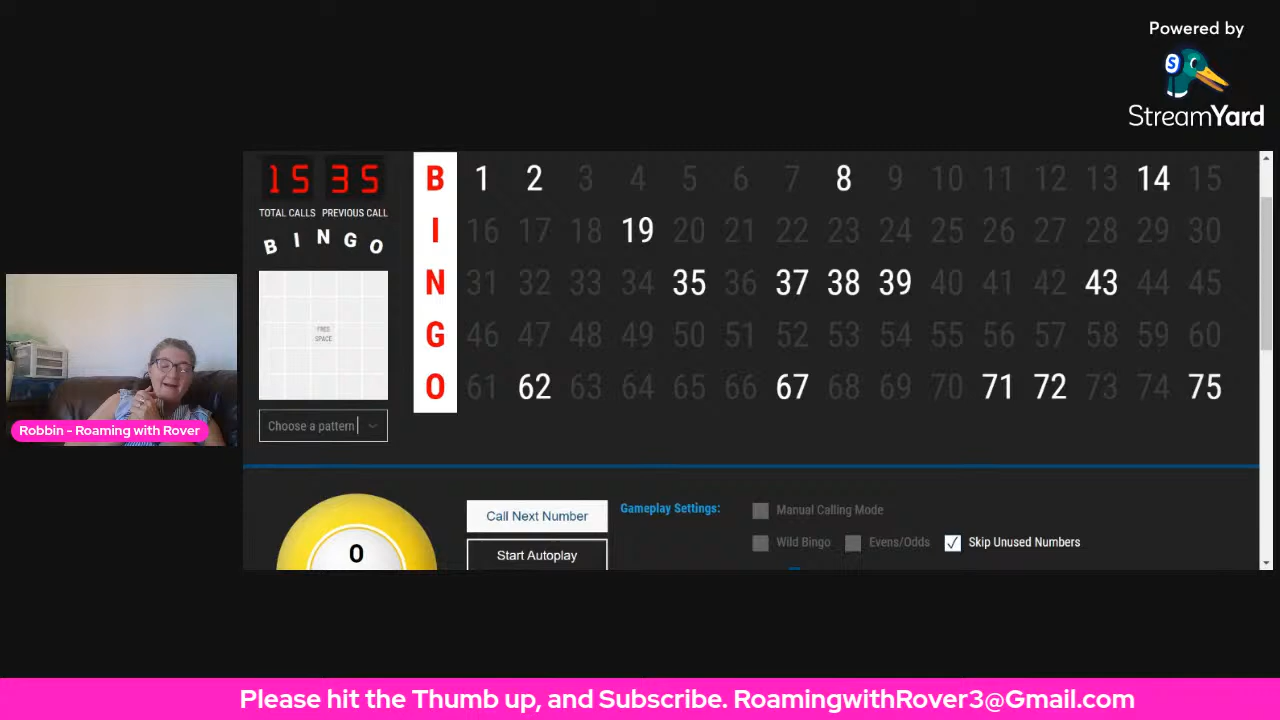 Powered by
S
StreamYard
15 35
TOTAL CALLS PREVIOUS CALL
BINGO
FREE
SPACE
Choose a pattern
B 1 2 3 4 5 6 7 8 9 10 11 12 13 14 15
I 16 17 18 19 20 21 22 23 24 25 26 27 28 29 30
N 31 32 33 34 35 36 37 38 39 40 41 42 43 44 45
G 46 47 48 49 50 51 52 53 54 55 56 57 58 59 60
O 61 62 63 64 65 66 67 68 69 70 71 72 73 74 75
Robbin - Roaming with Rover
0
Call Next Number
Start Autoplay
Gameplay Settings:
Manual Calling Mode
Wild Bingo Evens/Odds Skip Unused Numbers
Please hit the Thumb up, and Subscribe. RoamingwithRover3@Gmail.com